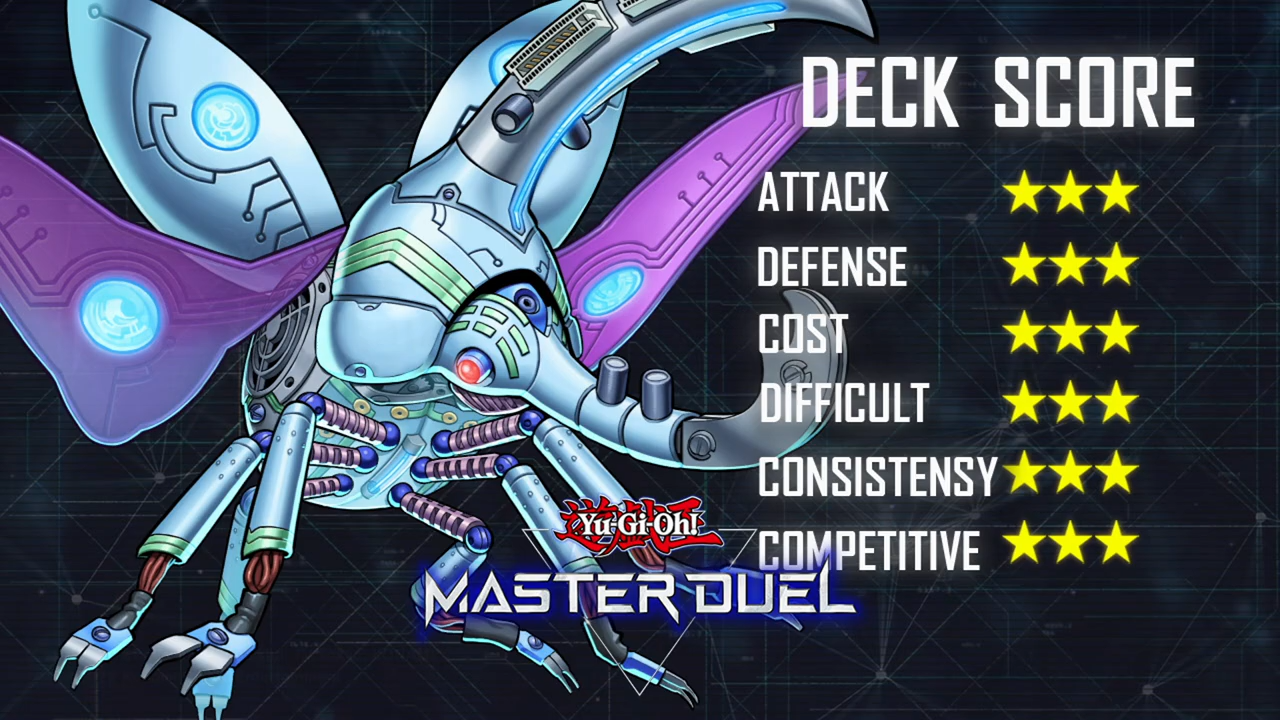 DECK SCORE
ATTACK ★★★
DEFENSE ★★★
COST ★★★
DIFFICULT ★★★
CONSISTENSY ★★★
COMPETITIVE ★★★
Yu-Gi-Oh!
MASTER DUEL